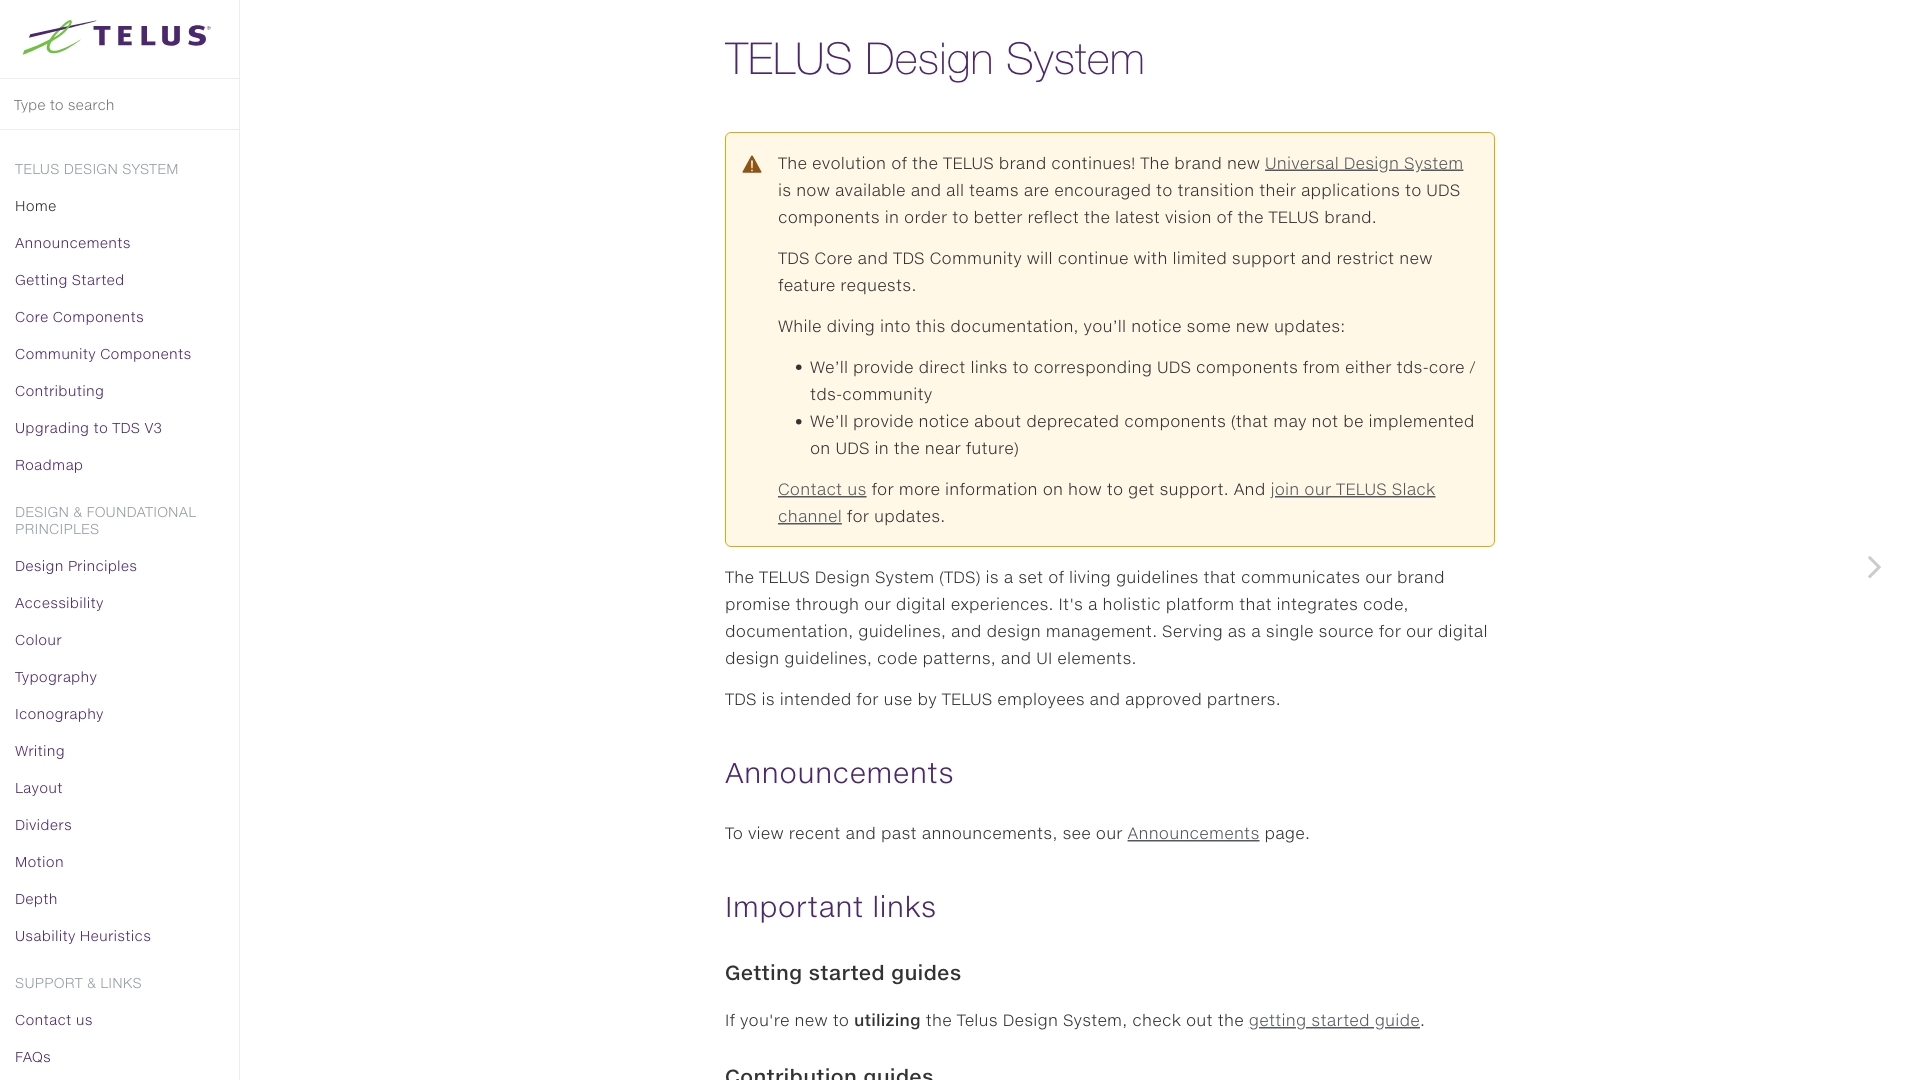 TELUS
Type to search
TELUS DESIGN SYSTEM
Home
Announcements
Getting Started
Core Components
Community Components
Contributing
Upgrading to TDS V3
Roadmap
DESIGN & FOUNDATIONAL
PRINCIPLES
Design Principles
Accessibility
Colour
Typography
Iconography
Writing
Layout
Dividers
Motion
Depth
Usability Heuristics
SUPPORT & LINKS
Contact us
FAQs
TELUS Design System
The evolution of the TELUS brand continues! The brand new Universal Design System
is now available and all teams are encouraged to transition their applications to UDS
components in order to better reflect the latest vision of the TELUS brand.
TDS Core and TDS Community will continue with limited support and restrict new
feature requests.
While diving into this documentation, you’ll notice some new updates:
• We’ll provide direct links to corresponding UDS components from either tds-core /
tds-community
• We’ll provide notice about deprecated components (that may not be implemented
on UDS in the near future)
Contact us for more information on how to get support. And join our TELUS Slack
channel for updates.
The TELUS Design System (TDS) is a set of living guidelines that communicates our brand
promise through our digital experiences. It's a holistic platform that integrates code,
documentation, guidelines, and design management. Serving as a single source for our digital
design guidelines, code patterns, and UI elements.
TDS is intended for use by TELUS employees and approved partners.
Announcements
To view recent and past announcements, see our Announcements page.
Important links
Getting started guides
If you're new to utilizing the Telus Design System, check out the getting started guide.
Contribution guides